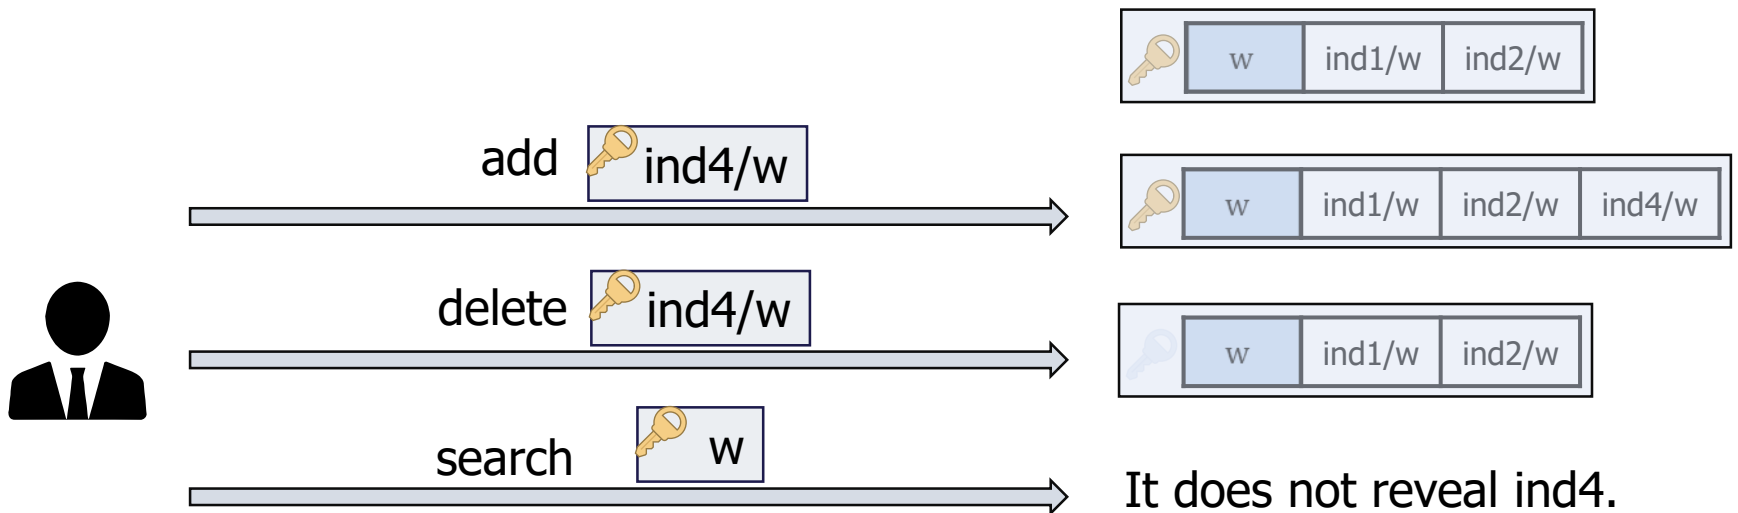 w ind1/w ind2/w
add ind4/w
w ind1/w ind2/w ind4/w
delete ind4/w
w ind1/w ind2/w
search w
It does not reveal ind4.